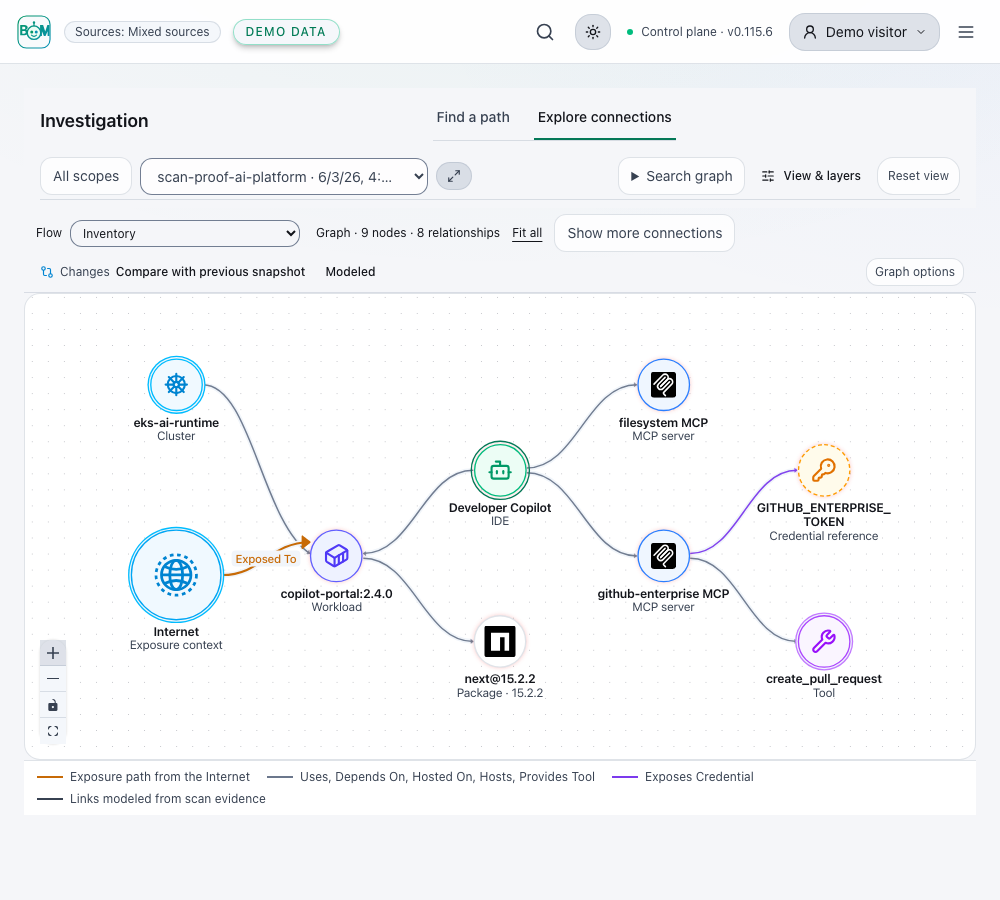 BOM
Sources: Mixed sources
DEMO DATA
Control plane · v0.115.6
Demo visitor
Investigation
Find a path
Explore connections
All scopes
scan-proof-ai-platform · 6/3/26, 4:...
Search graph
View & layers
Reset view
Flow
Inventory
Graph · 9 nodes · 8 relationships
Fit all
Show more connections
Changes
Compare with previous snapshot
Modeled
Graph options
eks-ai-runtime
Cluster
filesystem MCP
MCP server
Developer Copilot
IDE
GITHUB_ENTERPRISE_
TOKEN
Credential reference
Exposed To
copilot-portal:2.4.0
Workload
github-enterprise MCP
MCP server
Internet
Exposure context
next@15.2.2
Package · 15.2.2
create_pull_request
Tool
Exposure path from the Internet
Uses, Depends On, Hosted On, Hosts, Provides Tool
Exposes Credential
Links modeled from scan evidence